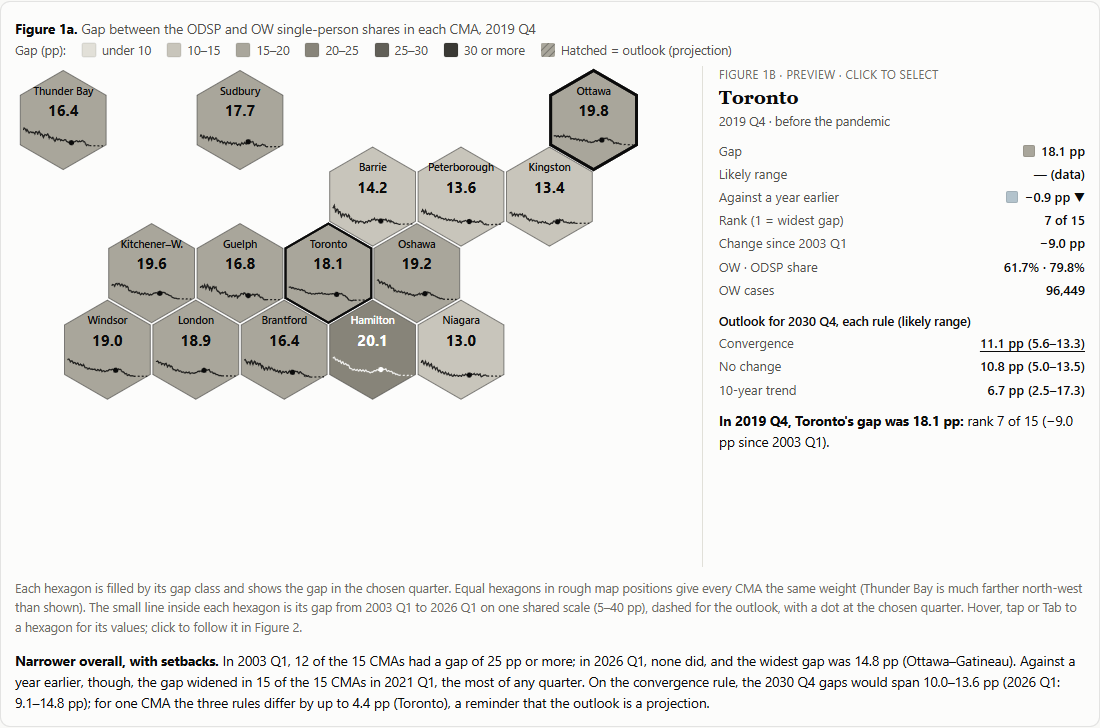 Figure 1a. Gap between the ODSP and OW single-person shares in each CMA, 2019 Q4
Gap (pp): under 10 10–15 15–20 20–25 25–30 30 or more Hatched = outlook (projection)
Thunder Bay
16.4
Sudbury
17.7
Ottawa
19.8
Barrie
14.2
Peterborough
13.6
Kingston
13.4
Kitchener–W.
19.6
Guelph
16.8
Toronto
18.1
Oshawa
19.2
Windsor
19.0
London
18.9
Brantford
16.4
Hamilton
20.1
Niagara
13.0
FIGURE 1B · PREVIEW · CLICK TO SELECT
Toronto
2019 Q4 · before the pandemic
Gap 18.1 pp
Likely range — (data)
Against a year earlier −0.9 pp ▼
Rank (1 = widest gap) 7 of 15
Change since 2003 Q1 −9.0 pp
OW · ODSP share 61.7% · 79.8%
OW cases 96,449
Outlook for 2030 Q4, each rule (likely range)
Convergence 11.1 pp (5.6–13.3)
No change 10.8 pp (5.0–13.5)
10-year trend 6.7 pp (2.5–17.3)
In 2019 Q4, Toronto's gap was 18.1 pp: rank 7 of 15 (−9.0
pp since 2003 Q1).
Each hexagon is filled by its gap class and shows the gap in the chosen quarter. Equal hexagons in rough map positions give every CMA the same weight (Thunder Bay is much farther north-west
than shown). The small line inside each hexagon is its gap from 2003 Q1 to 2026 Q1 on one shared scale (5–40 pp), dashed for the outlook, with a dot at the chosen quarter. Hover, tap or Tab to
a hexagon for its values; click to follow it in Figure 2.
Narrower overall, with setbacks. In 2003 Q1, 12 of the 15 CMAs had a gap of 25 pp or more; in 2026 Q1, none did, and the widest gap was 14.8 pp (Ottawa–Gatineau). Against a
year earlier, though, the gap widened in 15 of the 15 CMAs in 2021 Q1, the most of any quarter. On the convergence rule, the 2030 Q4 gaps would span 10.0–13.6 pp (2026 Q1:
9.1–14.8 pp); for one CMA the three rules differ by up to 4.4 pp (Toronto), a reminder that the outlook is a projection.